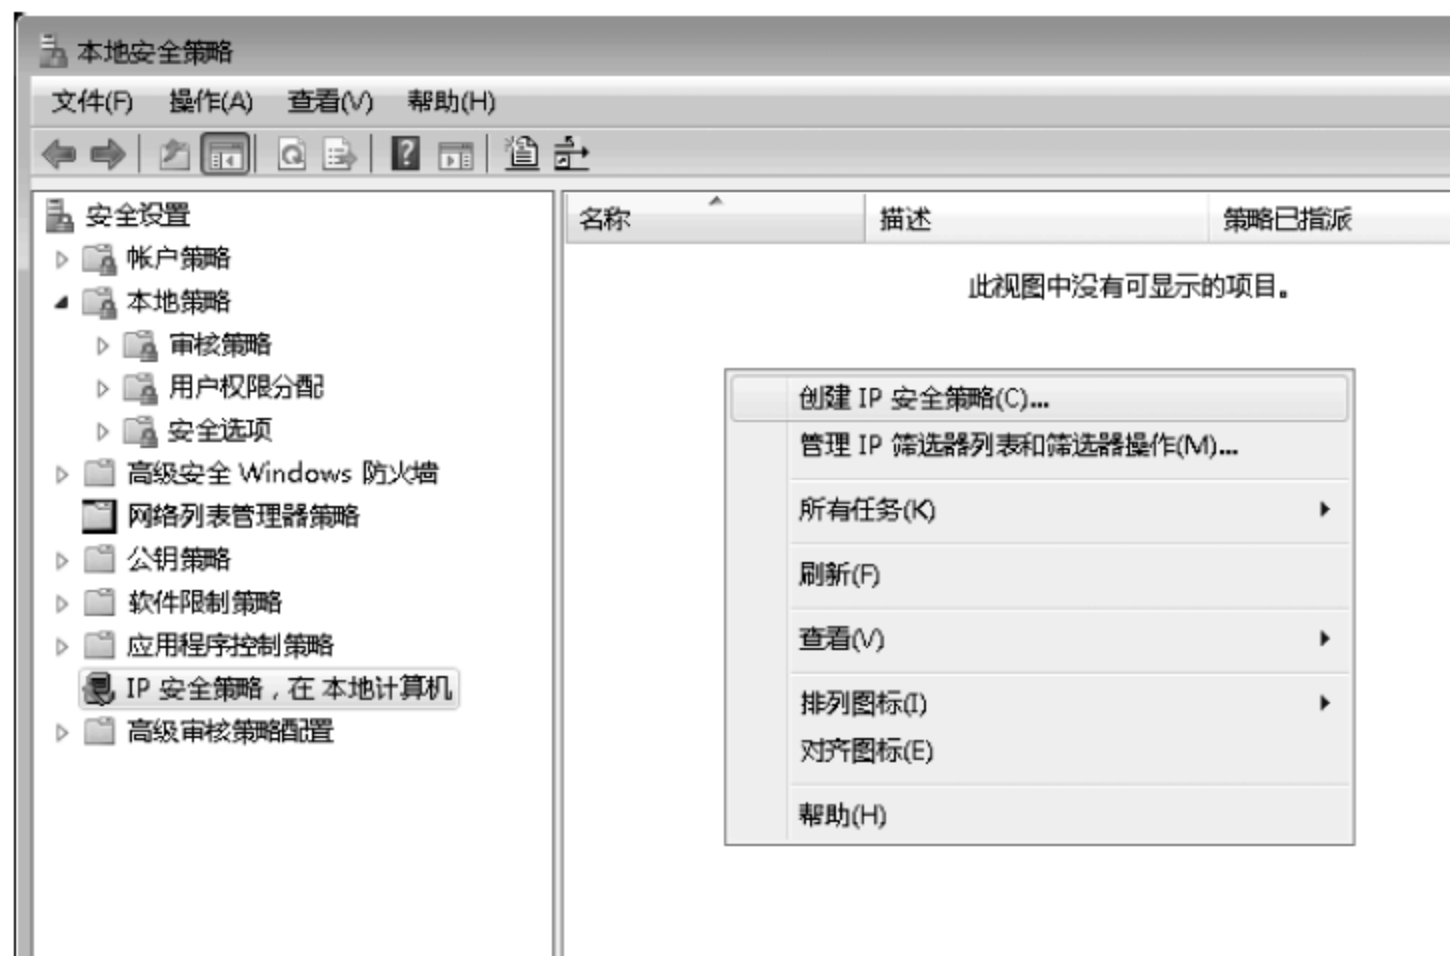 本地安全策略
文件(F) 操作(A) 查看(V) 帮助(H)
安全设置
帐户策略
本地策略
审核策略
用户权限分配
安全选项
高级安全 Windows 防火墙
网络列表管理器策略
公钥策略
软件限制策略
应用程序控制策略
IP 安全策略，在 本地计算机
高级审核策略配置
名称 描述 策略已指派
此视图中没有可显示的项目。
创建 IP 安全策略(C)...
管理 IP 筛选器列表和筛选器操作(M)...
所有任务(K)
刷新(F)
查看(V)
排列图标(I)
对齐图标(E)
帮助(H)